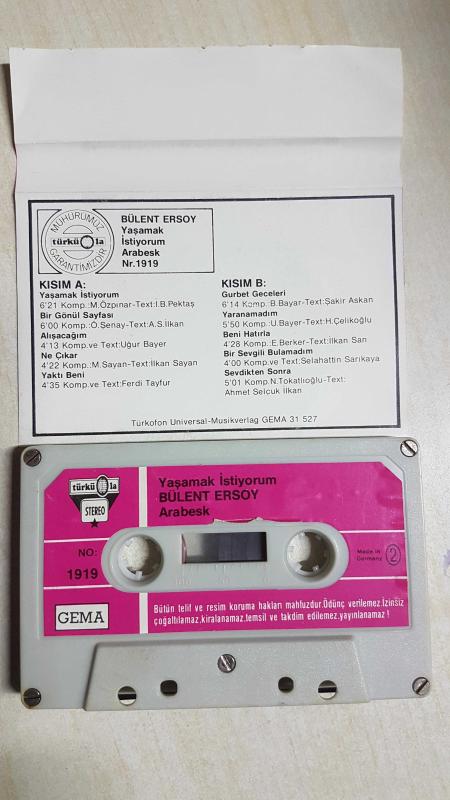 MÜHÜRÜMÜZ
türkü la
GARANTİMİZDİR
BÜLENT ERSOY
Yaşamak
İstiyorum
Arabesk
Nr.1919
KISIM A:
Yaşamak İstiyorum
6'21 Komp.:M.Özpınar-Text:I.B.Pektaş
Bir Gönül Sayfası
6'00 Komp.:Ö.Şenay-Text:A.S.İlkan
Alışacağım
4'13 Komp.ve Text:Uğur Bayer
Ne Çıkar
4'22 Komp.:M.Sayan-Text:İlkan Sayan
Yaktı Beni
4'35 Komp.ve Text:Ferdi Tayfur
KISIM B:
Gurbet Geceleri
6'14 Komp.:B.Bayar-Text:Şakir Askan
Yaranamadım
5'50 Komp.:U.Bayer-Text:H.Çelikoğlu
Beni Hatırla
4'28 Komp.:E.Berker-Text:İlkan San
Bir Sevgili Bulamadım
4'00 Komp.ve Text:Selahattin Sarıkaya
Sevdikten Sonra
5'01 Komp.N.Tokatlıoğlu-Text:
Ahmet Selçuk İlkan
Türkofon Universal-Musikverlag GEMA 31 527
türkü la
STEREO
NO:
1919
GEMA
Yaşamak İstiyorum
BÜLENT ERSOY
Arabesk
100 50 0
Made in
Germany
2
Bütün telif ve resim koruma hakları mahfuzdur.Ödünç verilemez.İzinsiz
çoğaltılamaz,kiralanamaz,temsil ve takdim edilemez,yayınlanamaz!